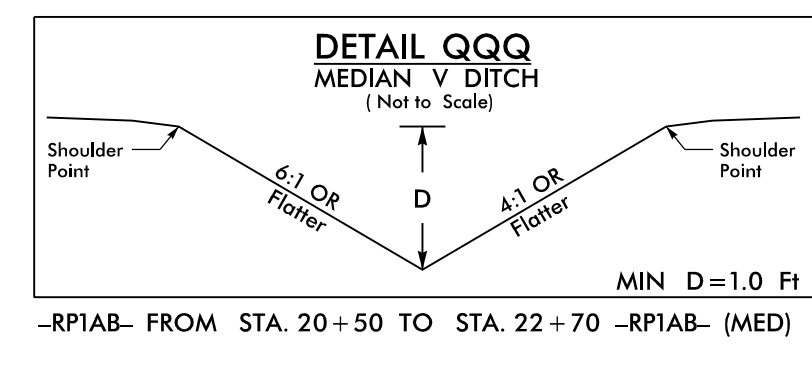 DETAIL QQQ
MEDIAN V DITCH
( Not to Scale)
Shoulder
Point
6:1 OR
Flatter
D
4:1 OR
Flatter
Shoulder
Point
MIN D=1.0 Ft
–RP1AB– FROM STA. 20+50 TO STA. 22+70 –RP1AB– (MED)